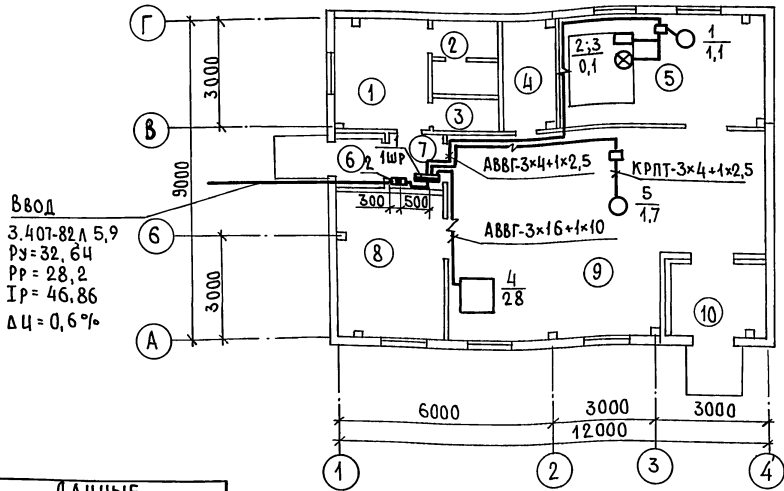 Г
В
Б
А
3000
9000
3000
Ввод
3.407-82Л 5,9
Ру=32,64
Рр=28,2
Iр=46,86
ΔU=0,6%
1
2
3
4
5
6
7
8
9
10
2;3
0,1
1
1,1
1ШР
2
300
500
АВВГ-3×4+1×2,5
КРПТ-3×4+1×2,5
АВВГ-3×16+1×10
5
1,7
4
28
6000
3000
3000
12000
1
2
3
4